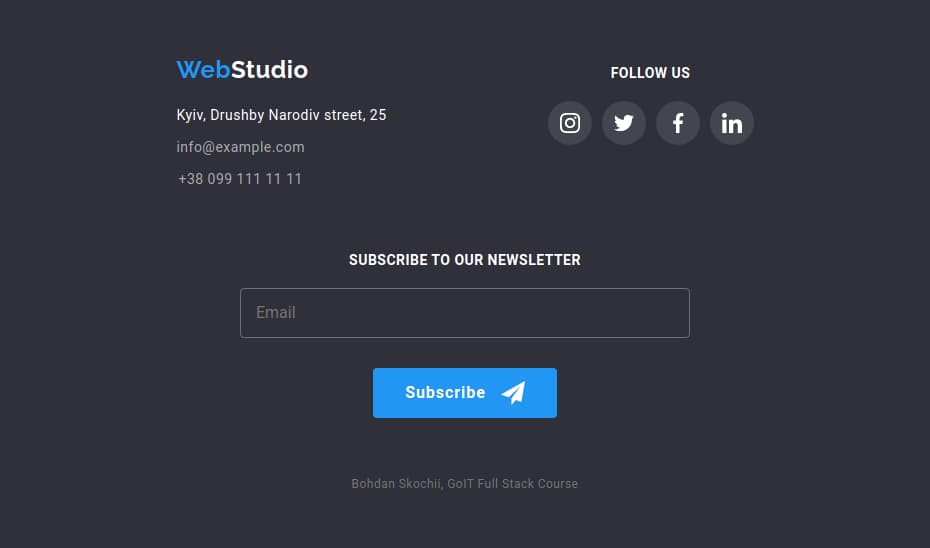 WebStudio
Kyiv, Drushby Narodiv street, 25
info@example.com
+38 099 111 11 11
FOLLOW US
SUBSCRIBE TO OUR NEWSLETTER
Email
Subscribe
Bohdan Skochii, GoIT Full Stack Course